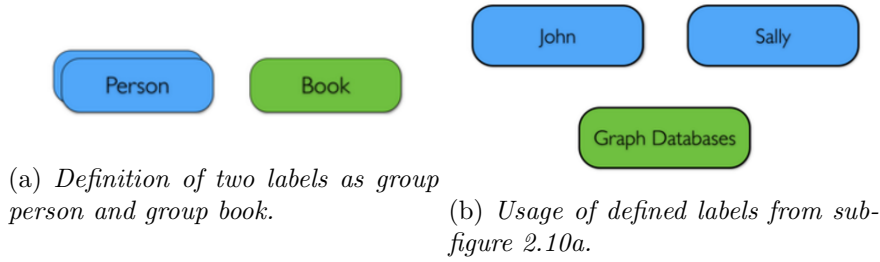 Person
Book
(a) Definition of two labels as group
person and group book.
John
Sally
Graph Databases
(b) Usage of defined labels from sub-
figure 2.10a.